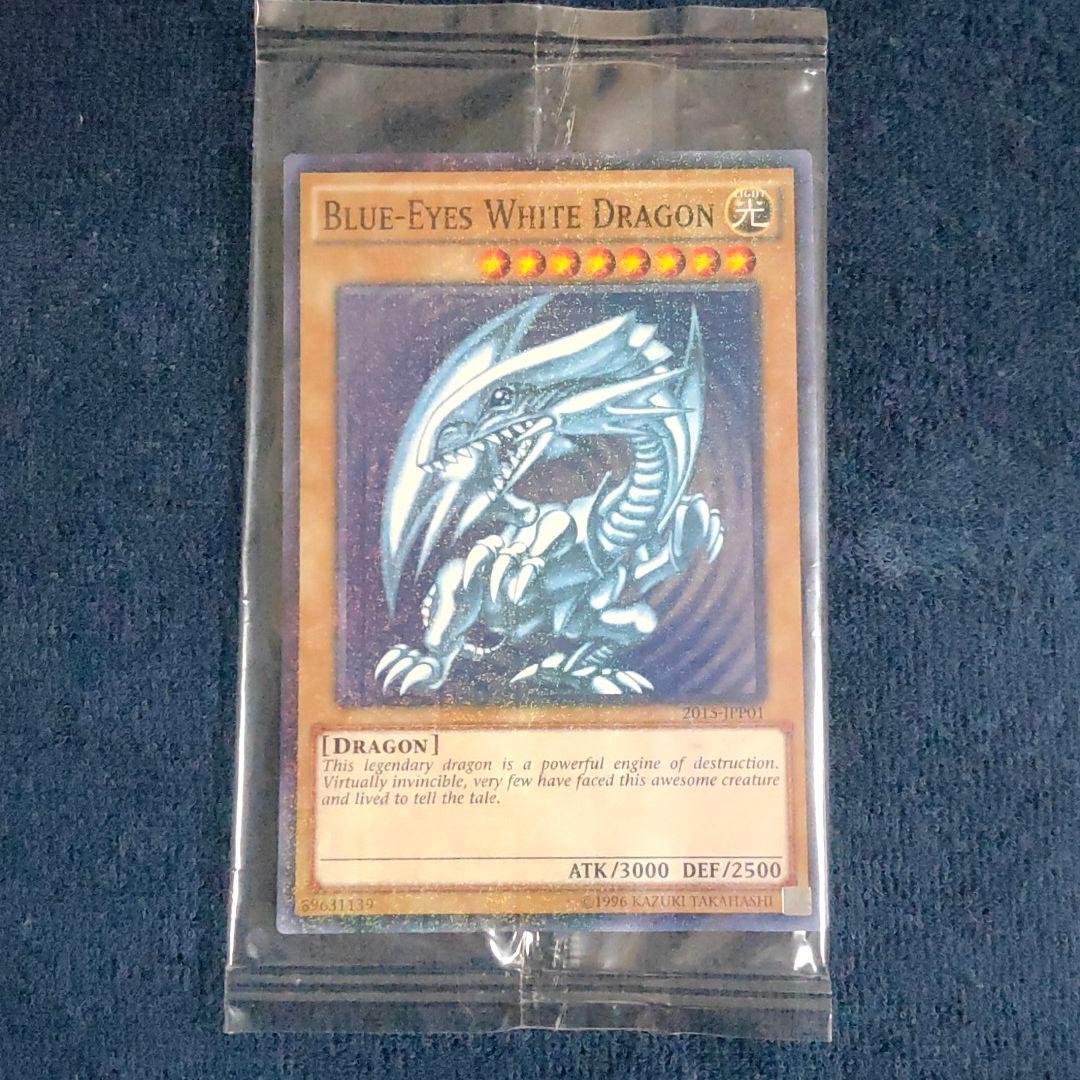 BLUE-EYES WHITE DRAGON
LIGHT
光
2015-JPP01
[DRAGON]
This legendary dragon is a powerful engine of destruction.
Virtually invincible, very few have faced this awesome creature
and lived to tell the tale.
ATK/3000 DEF/2500
89631139
©1996 KAZUKI TAKAHASHI